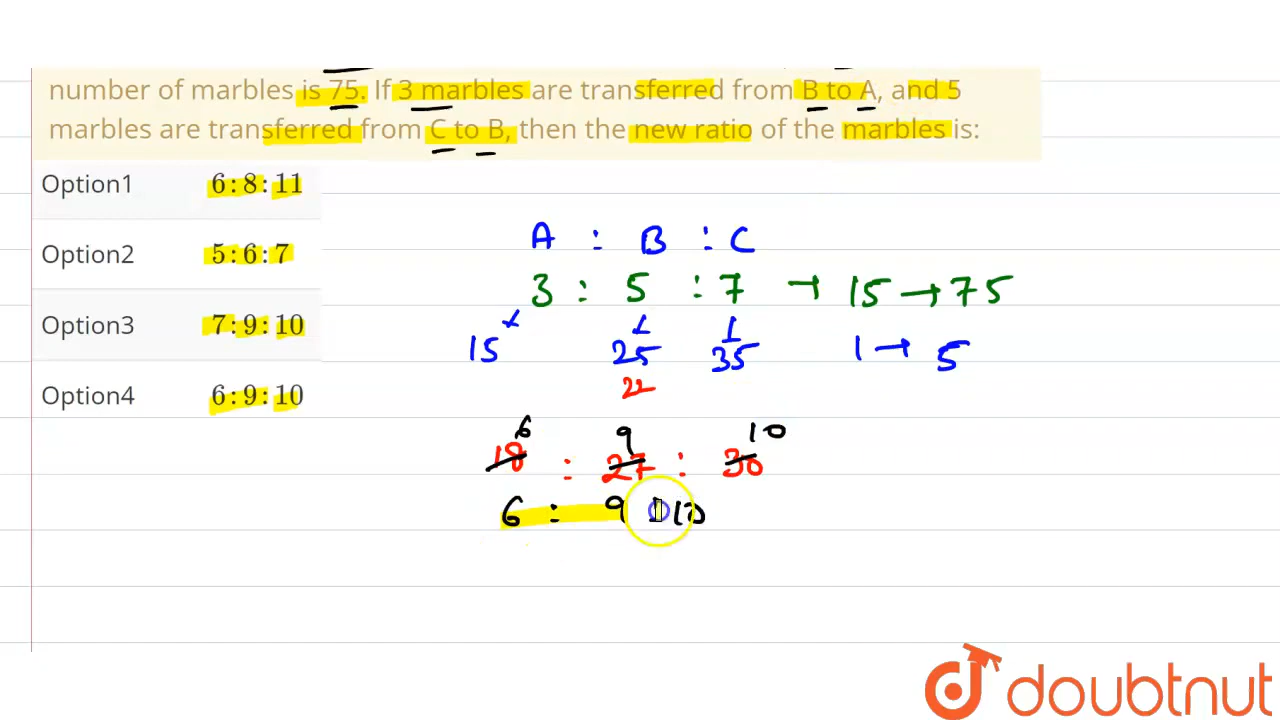 number of marbles is 75. If 3 marbles are transferred from B to A, and 5
marbles are transferred from C to B, then the new ratio of the marbles is:
Option1 6:8:11
Option2 5:6:7
Option3 7:9:10
Option4 6:9:10
A : B : C
3 : 5 : 7 → 15 → 75
15 25 35 1 → 5
22
6 9 10
18 : 27 : 30
6 : 9 : 10
doubtnut